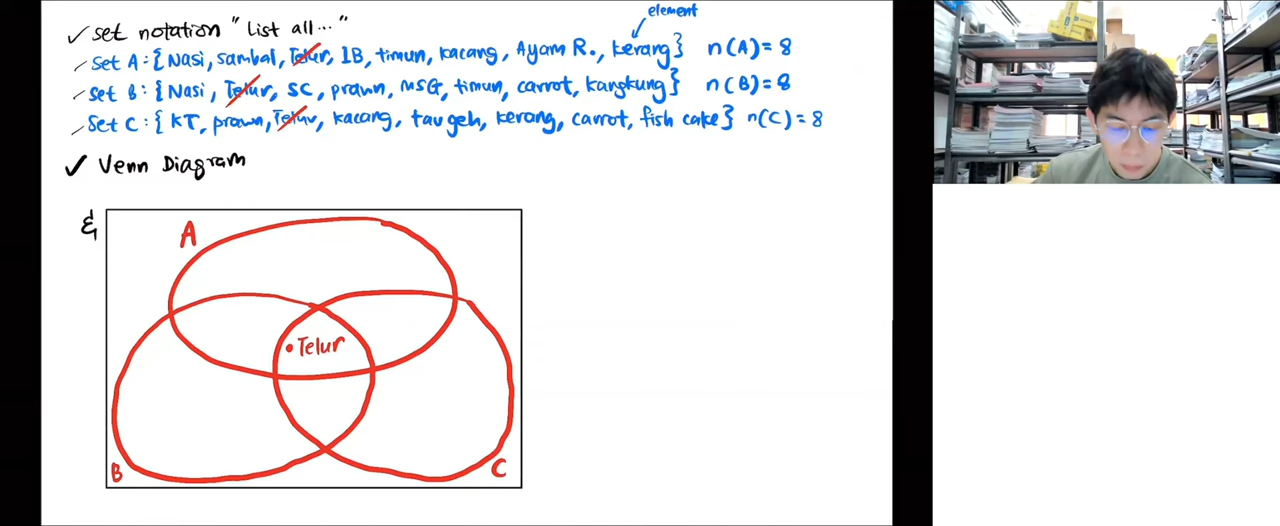 ✓ set notation "List all..."
element
✓ set A : {Nasi, sambal, Telur, IB, timun, kacang, Ayam R., kerang} n(A) = 8
✓ set B : {Nasi, Telur, SC, prawn, MSG, timun, carrot, kangkung} n(B) = 8
✓ set C : {KT, prawn, Telur, kacang, taugeh, kerang, carrot, fish cake} n(C) = 8
✓ Venn Diagram
ξ
A
• Telur
B
C